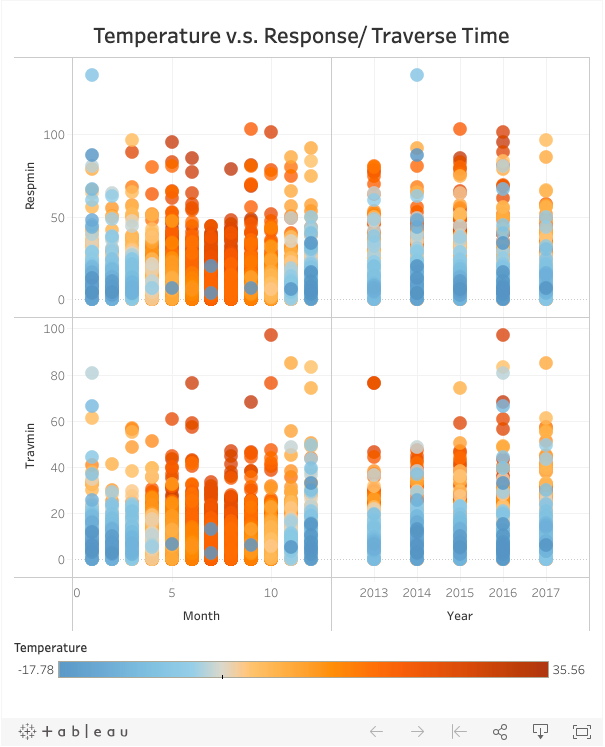 Temperature v.s. Response/ Traverse Time
Respmin
100
50
0
Travmin
100
80
60
40
20
0
0 5 10 2013 2014 2015 2016 2017
Month Year
Temperature
-17.78 35.56
+ a b | e a u